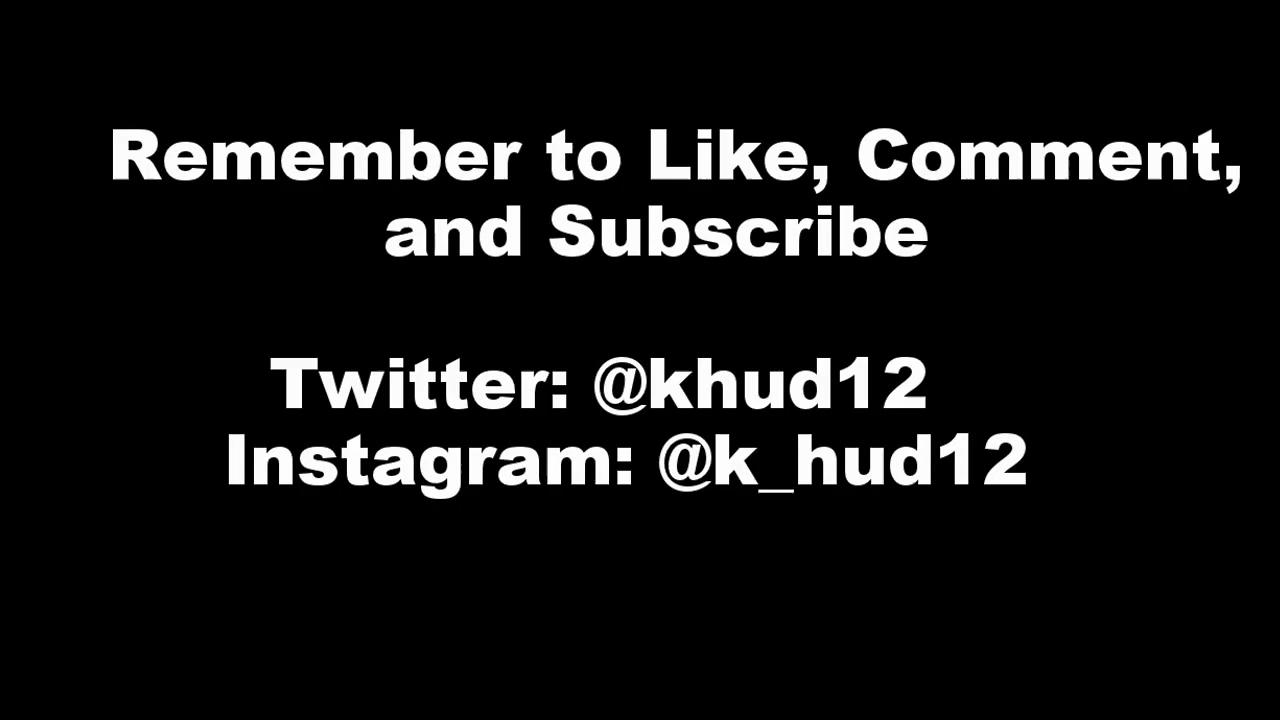 Remember to Like, Comment,
and Subscribe
Twitter: @khud12
Instagram: @k_hud12